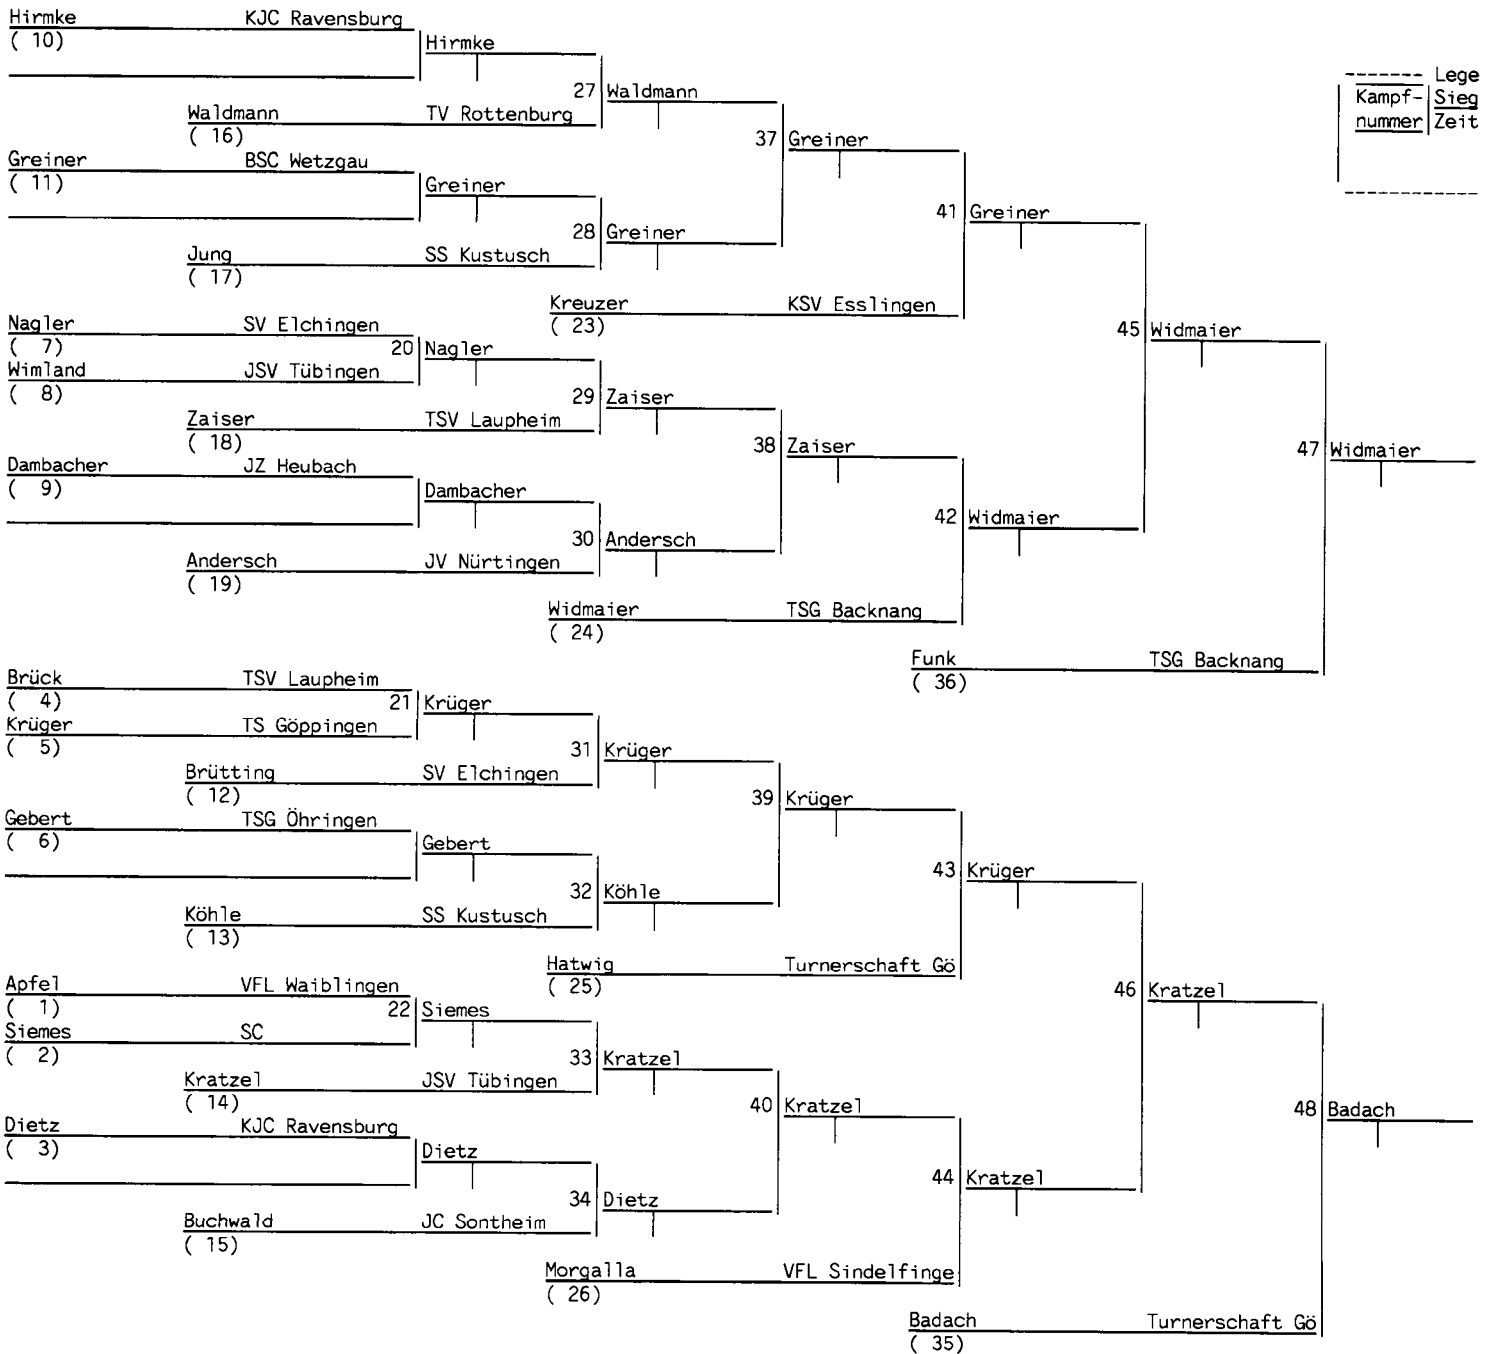 Hirmke KJC Ravensburg
( 10)
Hirmke
27 Waldmann
Waldmann TV Rottenburg
( 16)
37 Greiner
Greiner BSC Wetzgau
( 11)
Greiner
28 Greiner
Jung SS Kustusch
( 17)
41 Greiner
Kreuzer KSV Esslingen
( 23)
Nagler SV Elchingen
( 7)
20 Nagler
Wimland JSV Tübingen
( 8)
29 Zaiser
Zaiser TSV Laupheim
( 18)
38 Zaiser
Dambacher JZ Heubach
( 9)
Dambacher
30 Andersch
Andersch JV Nürtingen
( 19)
42 Widmaier
Widmaier TSG Backnang
( 24)
45 Widmaier
47 Widmaier
Funk TSG Backnang
( 36)
Brück TSV Laupheim
( 4)
21 Krüger
Krüger TS Göppingen
( 5)
31 Krüger
Brütting SV Elchingen
( 12)
39 Krüger
Gebert TSG Öhringen
( 6)
Gebert
32 Köhle
Köhle SS Kustusch
( 13)
43 Krüger
Hatwig Turnerschaft Gö
( 25)
Apfel VFL Waiblingen
( 1)
22 Siemes
Siemes SC
( 2)
33 Kratzel
Kratzel JSV Tübingen
( 14)
40 Kratzel
Dietz KJC Ravensburg
( 3)
Dietz
34 Dietz
Buchwald JC Sontheim
( 15)
44 Kratzel
Morgalla VFL Sindelfinge
( 26)
46 Kratzel
48 Badach
Badach Turnerschaft Gö
( 35)
-------- Lege
Kampf- Sieg
nummer Zeit
--------------